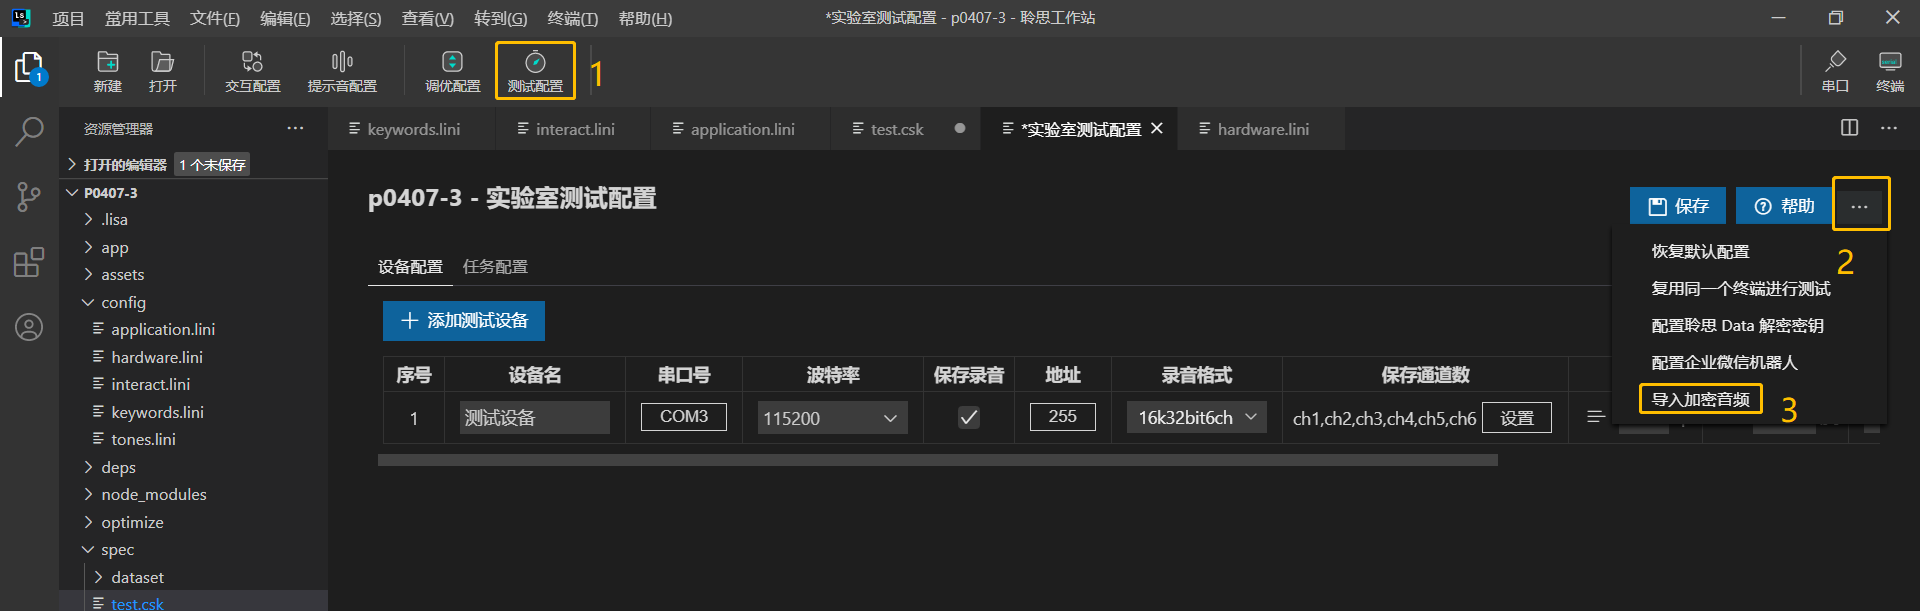 项目 常用工具 文件(F) 编辑(E) 选择(S) 查看(V) 转到(G) 终端(T) 帮助(H) *实验室测试配置 - p0407-3 - 聆思工作站
新建 打开 交互配置 提示音配置 调优配置 测试配置 1 串口 终端
资源管理器
keywords.lini interact.lini application.lini test.csk *实验室测试配置 hardware.lini
打开的编辑器 1 个未保存
P0407-3
.lisa
app
assets
config
application.lini
hardware.lini
interact.lini
keywords.lini
tones.lini
deps
node_modules
optimize
spec
dataset
test.csk
p0407-3 - 实验室测试配置
保存 帮助 ...
2
恢复默认配置
复用同一个终端进行测试
配置聆思 Data 解密密钥
配置企业微信机器人
导入加密音频 3
设备配置 任务配置
添加测试设备
序号 设备名 串口号 波特率 保存录音 地址 录音格式 保存通道数
1 测试设备 COM3 115200 255 16k32bit6ch ch1,ch2,ch3,ch4,ch5,ch6 设置